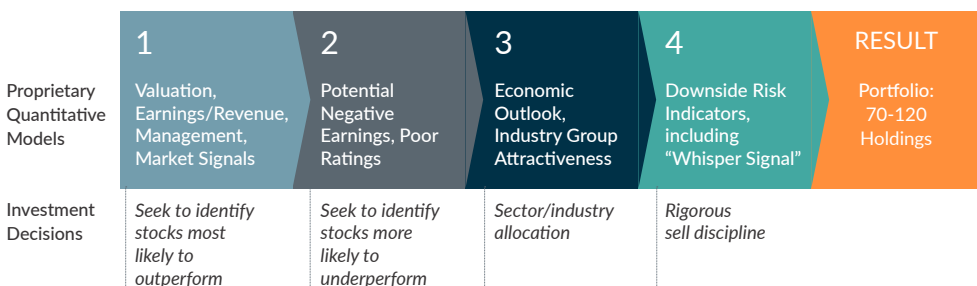 1
2
3
4
RESULT
Proprietary
Quantitative
Models
Valuation,
Earnings/Revenue,
Management,
Market Signals
Potential
Negative
Earnings, Poor
Ratings
Economic
Outlook,
Industry Group
Attractiveness
Downside Risk
Indicators,
including
“Whisper Signal”
Portfolio:
70-120
Holdings
Investment
Decisions
Seek to identify
stocks most
likely to
outperform
Seek to identify
stocks more
likely to
underperform
Sector/industry
allocation
Rigorous
sell discipline